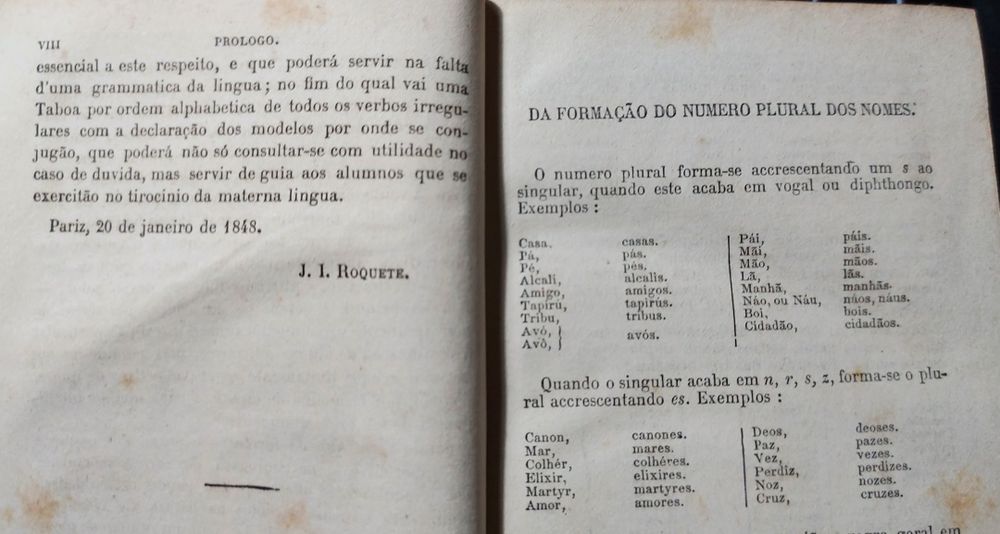 VIII PROLOGO.
essencial a este respeito, e que poderá servir na falta
d'uma grammatica da lingua; no fim do qual vai uma
Taboa por ordem alphabetica de todos os verbos irregu-
lares com a declaração dos modelos por onde se con-
jugão, que poderá não só consultar-se com utilidade no
caso de duvida, mas servir de guia aos alumnos que se
exercitão no tirocinio da materna lingua.
Pariz, 20 de janeiro de 1848.
J. I. ROQUETE.
DA FORMAÇÃO DO NUMERO PLURAL DOS NOMES.
O numero plural forma-se accrescentando um s ao
singular, quando este acaba em vogal ou diphthongo.
Exemplos :
Casa, casas.
Pá, pás.
Pé, pés.
Alcali, alcalis.
Amigo, amigos.
Tapirú, tapirús.
Tribu, tribus.
Avó, } avós.
Avô, }
Pái, páis.
Mãi, mãis.
Mão, mãos.
Lã, lãs.
Manhã, manhãs.
Náo, ou Náu, náos, náus.
Boi, bois.
Cidadão, cidadãos.
Quando o singular acaba em n, r, s, z, forma-se o plu-
ral accrescentando es. Exemplos :
Canon, canones.
Mar, mares.
Colhér, colhéres.
Elixir, elixires.
Martyr, martyres.
Amor, amores.
Deos, deoses.
Paz, pazes.
Vez, vezes.
Perdiz, perdizes.
Noz, nozes.
Cruz, cruzes.
geral em